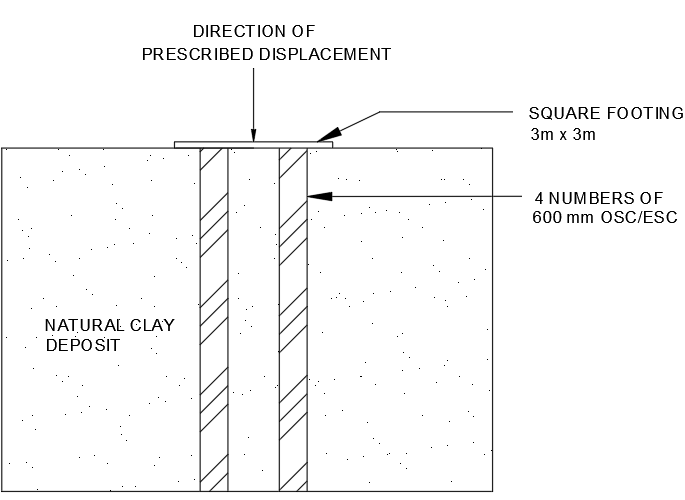 DIRECTION OF
PRESCRIBED DISPLACEMENT
SQUARE FOOTING
3m x 3m
4 NUMBERS OF
600 mm OSC/ESC
NATURAL CLAY
DEPOSIT